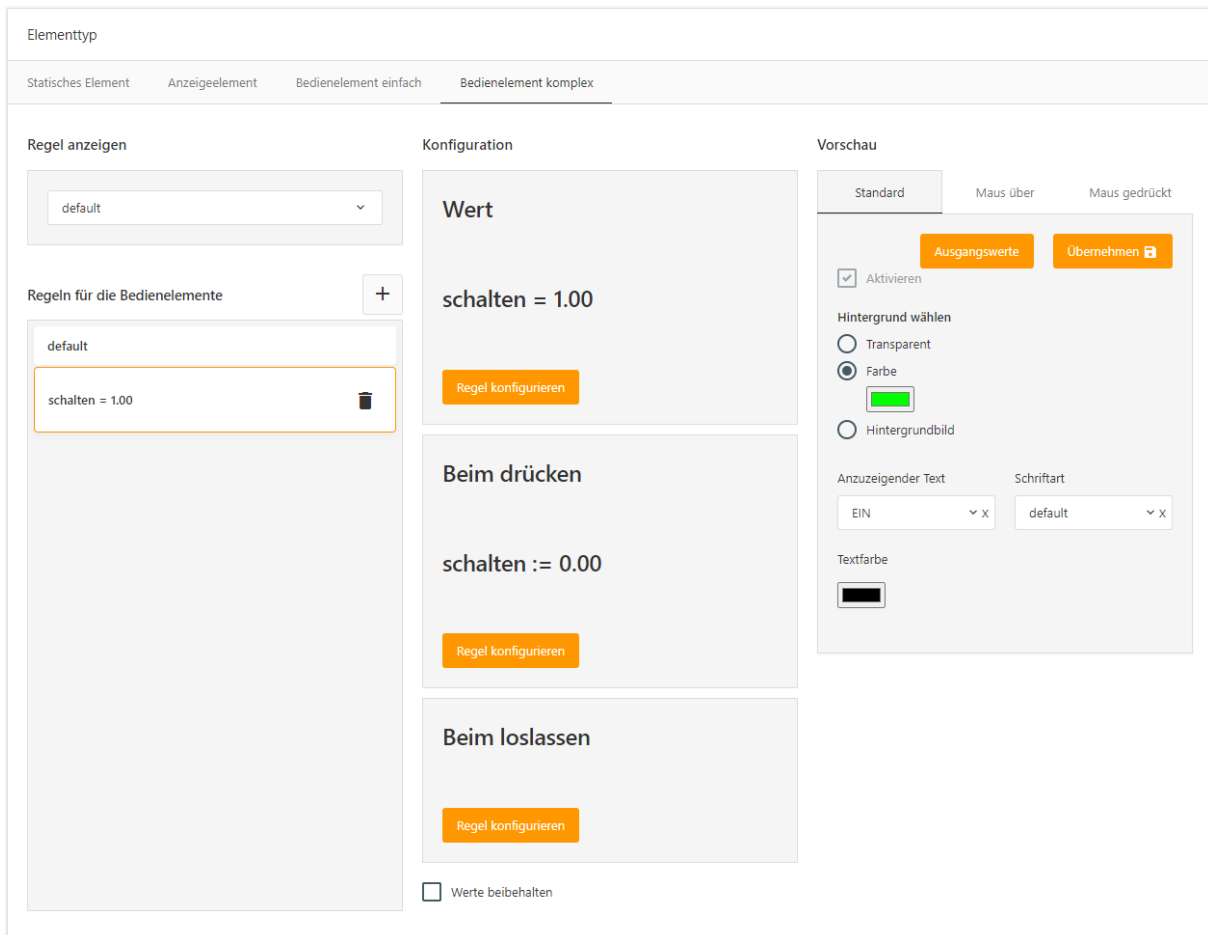 Elementtyp
Statisches Element
Anzeigeelement
Bedienelement einfach
Bedienelement komplex
Regel anzeigen
default
Regeln für die Bedienelemente
+
default
schalten = 1.00
Konfiguration
Wert
schalten = 1.00
Regel konfigurieren
Beim drücken
schalten := 0.00
Regel konfigurieren
Beim loslassen
Regel konfigurieren
Werte beibehalten
Vorschau
Standard
Maus über
Maus gedrückt
Ausgangswerte
Übernehmen
Aktivieren
Hintergrund wählen
Transparent
Farbe
Hintergrundbild
Anzuzeigender Text
Schriftart
EIN x
default x
Textfarbe